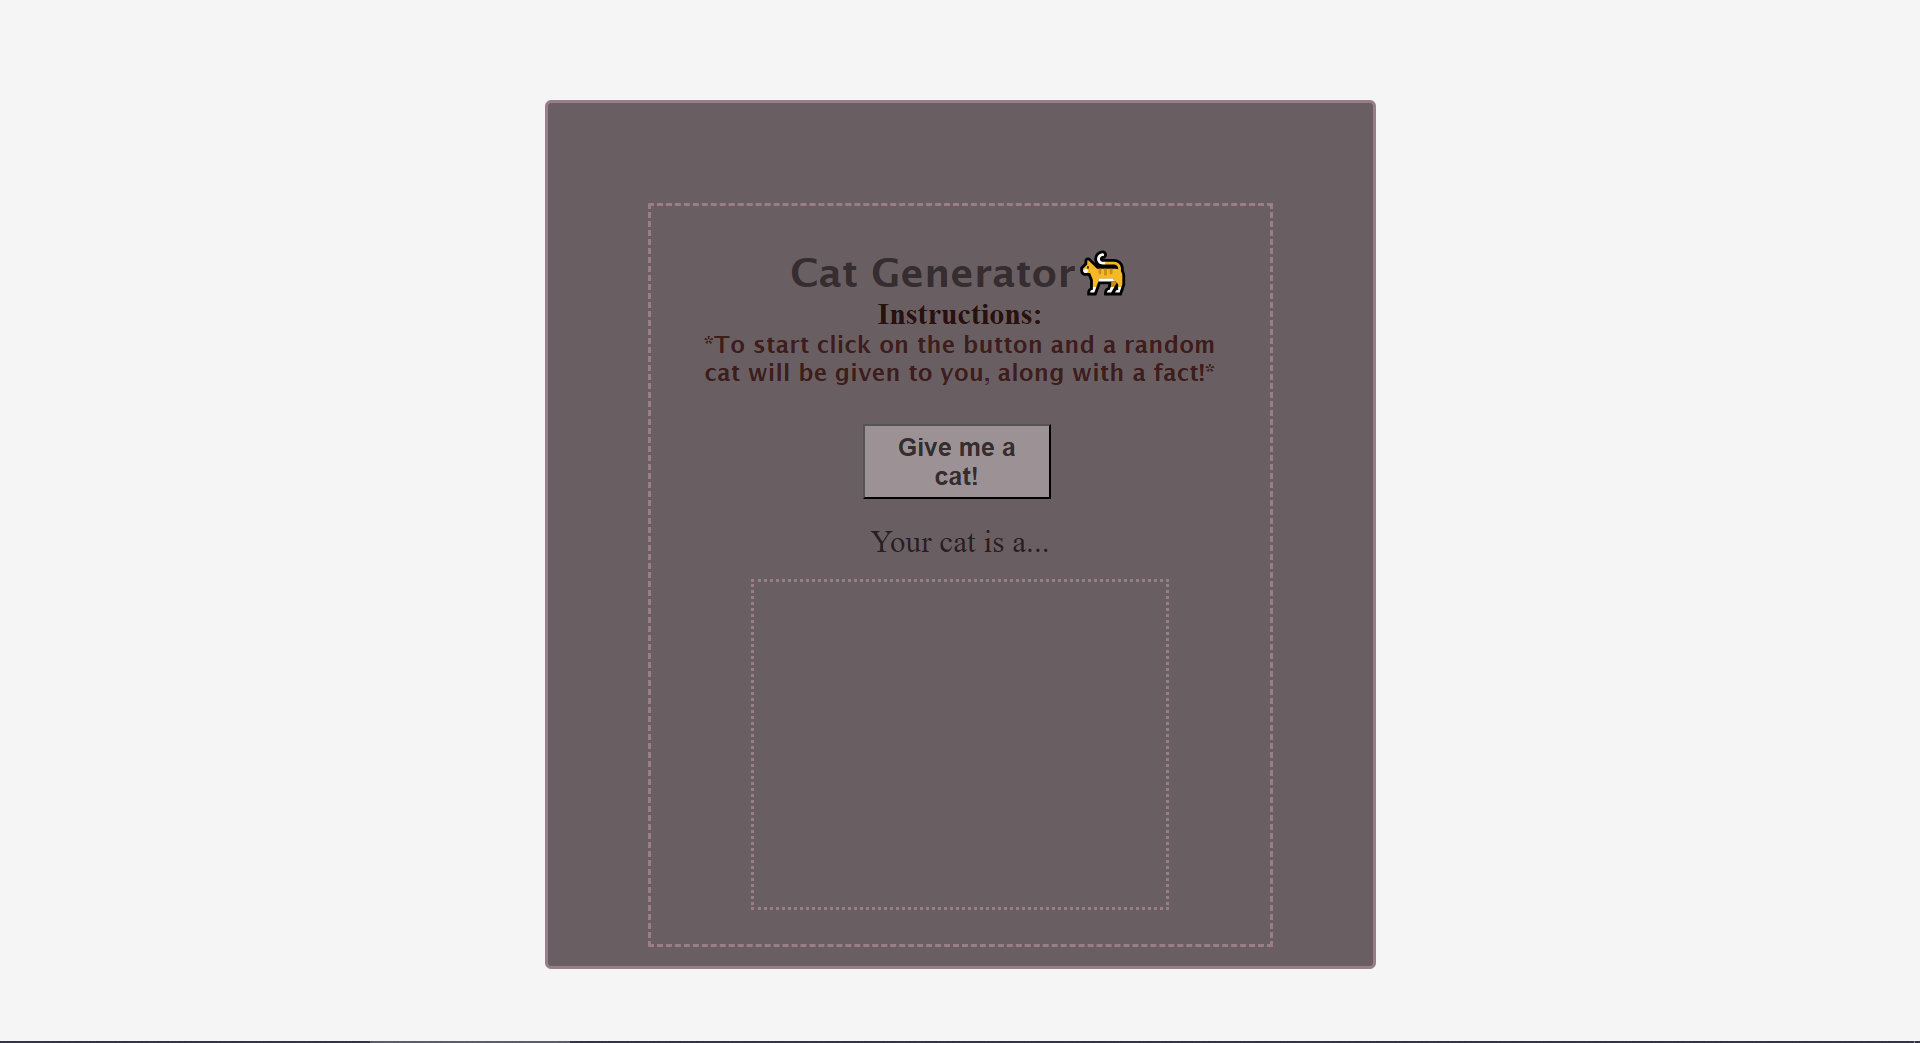 Cat Generator
Instructions:
*To start click on the button and a random
cat will be given to you, along with a fact!*
Give me a
cat!
Your cat is a...